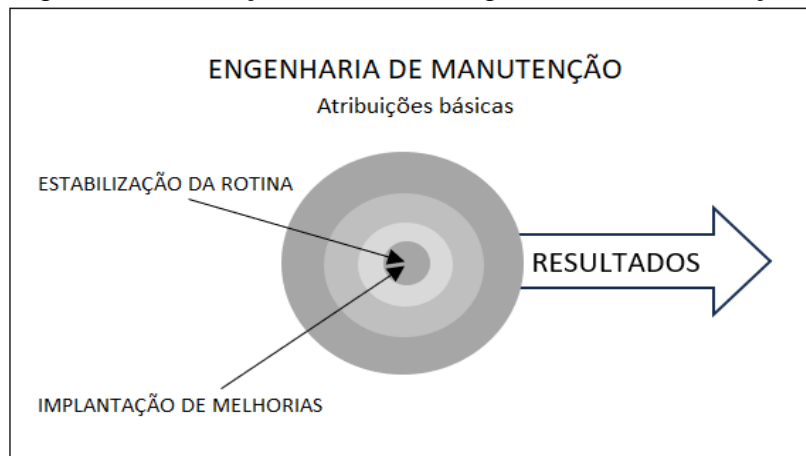 ENGENHARIA DE MANUTENÇÃO
Atribuições básicas
ESTABILIZAÇÃO DA ROTINA
RESULTADOS
IMPLANTAÇÃO DE MELHORIAS